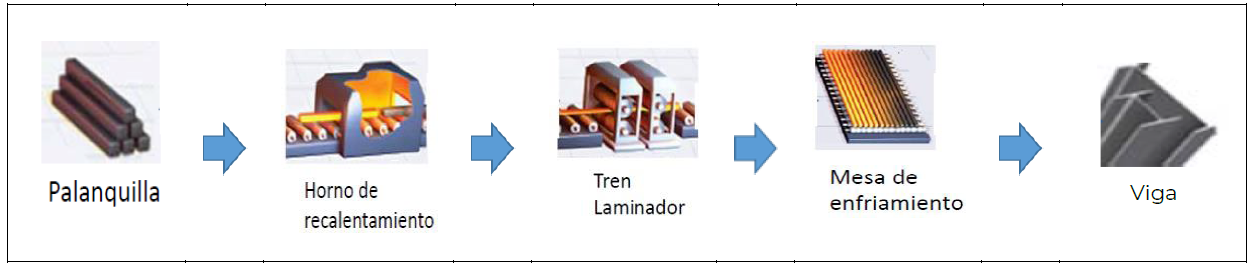 Palanquilla
Horno de
recalentamiento
Tren
Laminador
Mesa de
enfriamiento
Viga